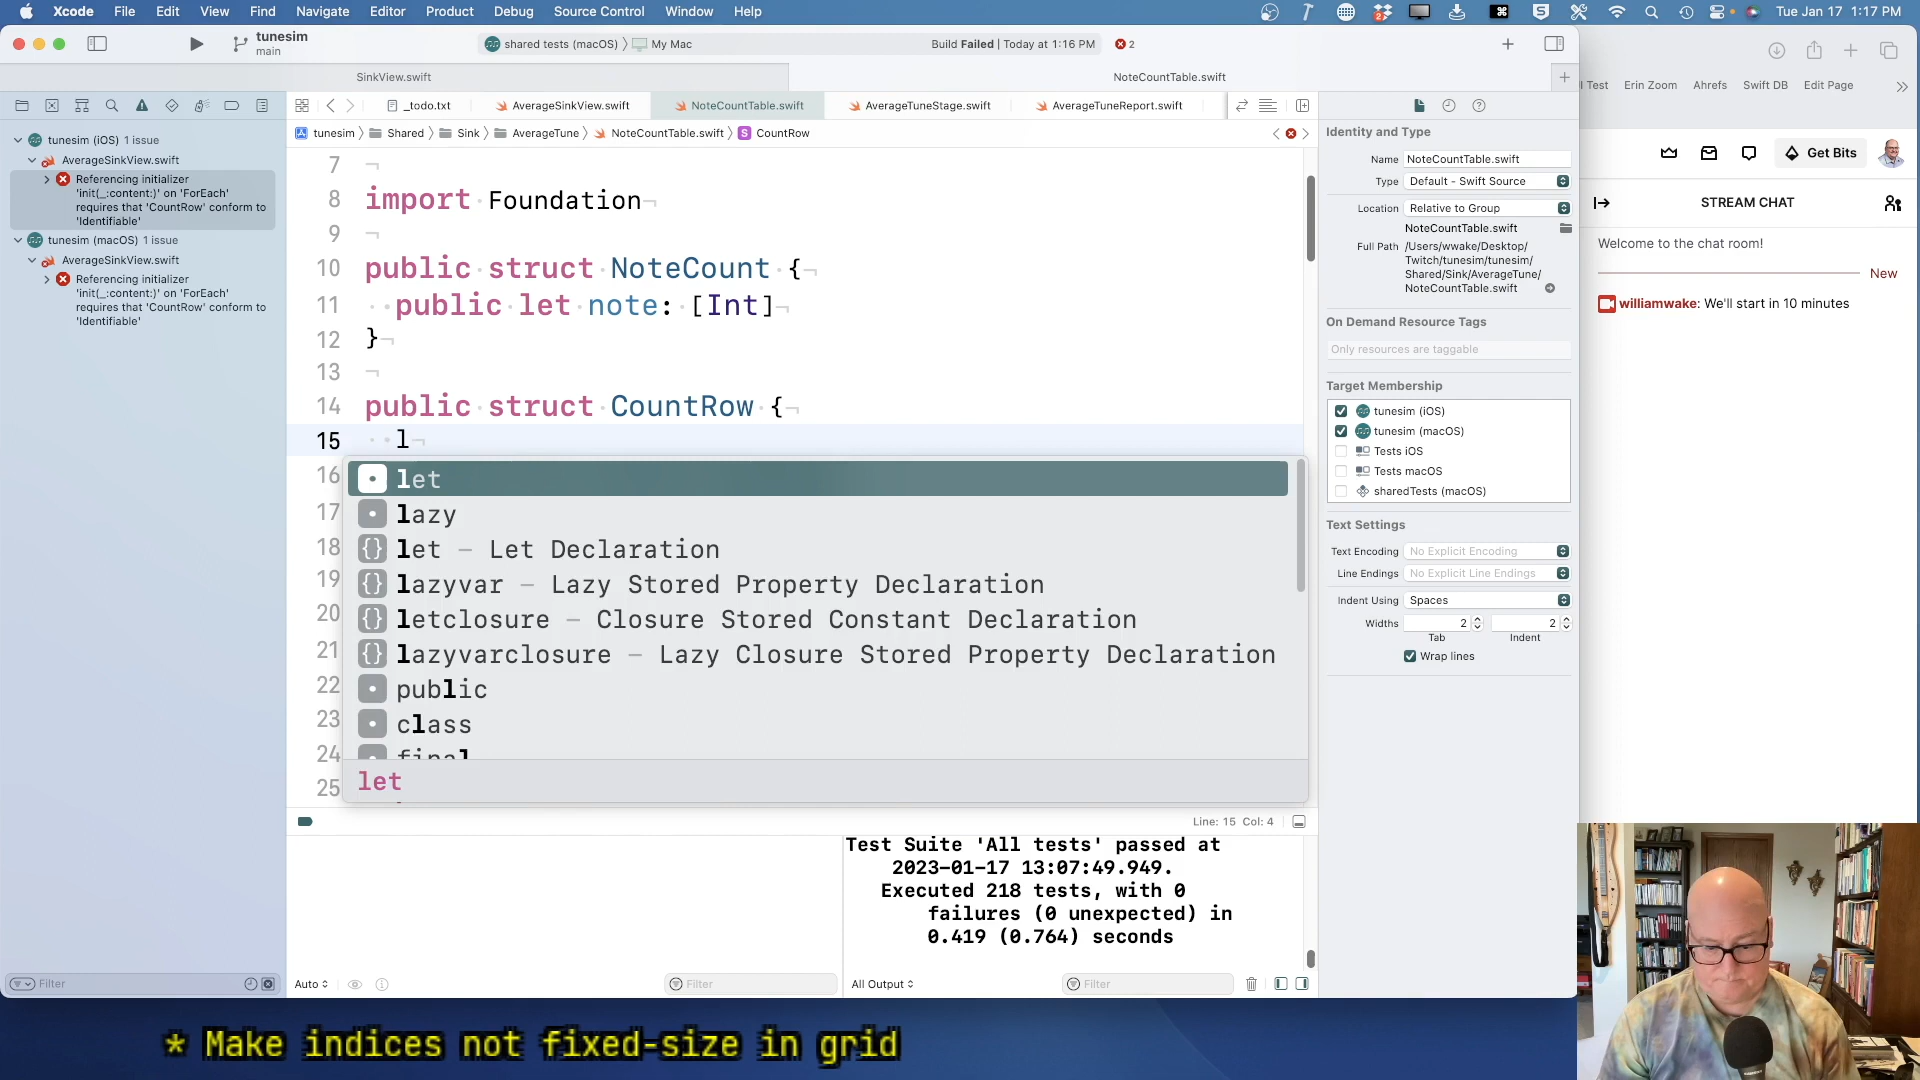 Xcode File Edit View Find Navigate Editor Product Debug Source Control Window Help Tue Jan 17 1:17 PM
tunesim
main
shared tests (macOS) 〉 My Mac
Build Failed | Today at 1:16 PM
2
SinkView.swift
NoteCountTable.swift
_todo.txt
AverageSinkView.swift
NoteCountTable.swift
AverageTuneStage.swift
AverageTuneReport.swift
tunesim 〉 Shared 〉 Sink 〉 AverageTune 〉 NoteCountTable.swift 〉 S CountRow
tunesim (iOS) 1 issue
AverageSinkView.swift
Referencing initializer
'init(_:content:)' on 'ForEach'
requires that 'CountRow' conform to
'Identifiable'
tunesim (macOS) 1 issue
AverageSinkView.swift
Referencing initializer
'init(_:content:)' on 'ForEach'
requires that 'CountRow' conform to
'Identifiable'
Filter
7
8 import Foundation
9
10 public struct NoteCount {
11 public let note: [Int]
12 }
13
14 public struct CountRow {
15 l
16
17
18
19
20
21
22
23
24
25
let
lazy
let – Let Declaration
lazyvar – Lazy Stored Property Declaration
letclosure – Closure Stored Constant Declaration
lazyvarclosure – Lazy Closure Stored Property Declaration
public
class
final
let
Line: 15 Col: 4
Test Suite 'All tests' passed at
2023-01-17 13:07:49.949.
Executed 218 tests, with 0
failures (0 unexpected) in
0.419 (0.764) seconds
Auto
Filter
All Output
Filter
Identity and Type
Name NoteCountTable.swift
Type Default - Swift Source
Location Relative to Group
NoteCountTable.swift
Full Path /Users/wwake/Desktop/
Twitch/tunesim/tunesim/
Shared/Sink/AverageTune/
NoteCountTable.swift
On Demand Resource Tags
Only resources are taggable
Target Membership
tunesim (iOS)
tunesim (macOS)
Tests iOS
Tests macOS
sharedTests (macOS)
Text Settings
Text Encoding No Explicit Encoding
Line Endings No Explicit Line Endings
Indent Using Spaces
Widths 2 2
Tab Indent
Wrap lines
Test Erin Zoom Ahrefs Swift DB Edit Page
Get Bits
STREAM CHAT
Welcome to the chat room!
New
williamwake: We'll start in 10 minutes
* Make indices not fixed-size in grid